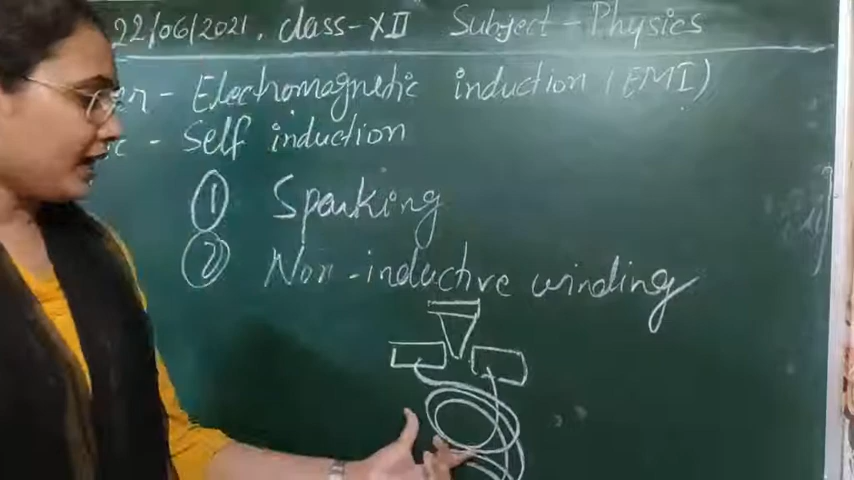 22/06/2021, class-XII Subject - Physics
- Electromagnetic induction (EMI)
- Self induction
① Sparking
② Non-inductive winding